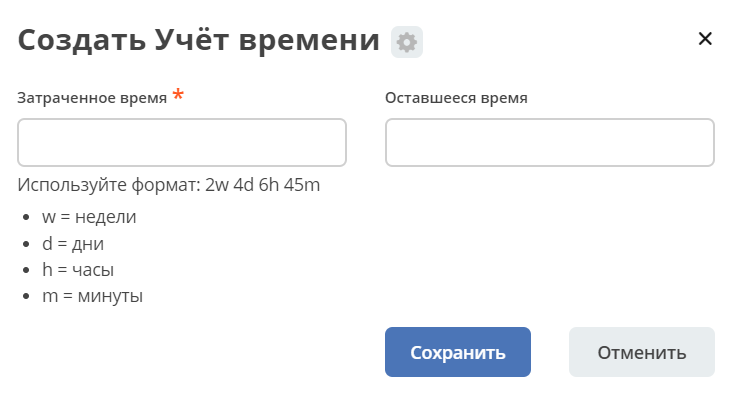 Создать Учёт времени
Затраченное время *
Оставшееся время
Используйте формат: 2w 4d 6h 45m
• w = недели
• d = дни
• h = часы
• m = минуты
Сохранить
Отменить